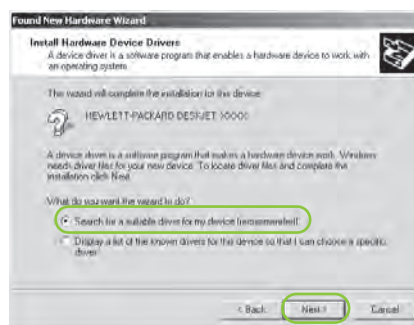 Found New Hardware Wizard
Install Hardware Device Drivers
A device driver is a software program that enables a hardware device to work with
an operating system.
This wizard will complete the installation for this device:
HEWLETT-PACKARD DESKJET XXXXX
A device driver is a software program that makes a hardware device work. Windows
needs driver files for your new device. To locate driver files and complete the
installation click Next.
What do you want the wizard to do?
Search for a suitable driver for my device (recommended)
Display a list of the known drivers for this device so that I can choose a specific
driver
< Back
Next >
Cancel